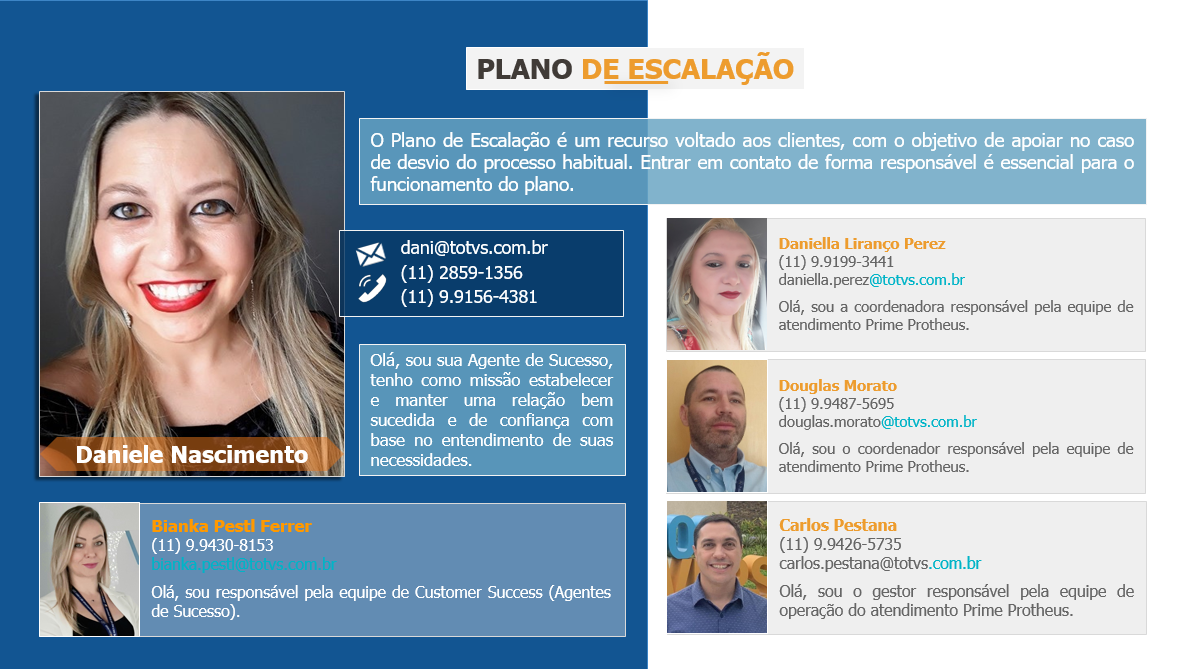 PLANO DE ESCALAÇÃO
O Plano de Escalação é um recurso voltado aos clientes, com o objetivo de apoiar no caso
de desvio do processo habitual. Entrar em contato de forma responsável é essencial para o
funcionamento do plano.
dani@totvs.com.br
(11) 2859-1356
(11) 9.9156-4381
Olá, sou sua Agente de Sucesso,
tenho como missão estabelecer
e manter uma relação bem
sucedida e de confiança com
base no entendimento de suas
necessidades.
Daniele Nascimento
Bianka Pestl Ferrer
(11) 9.9430-8153
bianka.pestl@totvs.com.br
Olá, sou responsável pela equipe de Customer Success (Agentes
de Sucesso).
Daniella Liranço Perez
(11) 9.9199-3441
daniella.perez@totvs.com.br
Olá, sou a coordenadora responsável pela equipe de
atendimento Prime Protheus.
Douglas Morato
(11) 9.9487-5695
douglas.morato@totvs.com.br
Olá, sou o coordenador responsável pela equipe de
atendimento Prime Protheus.
Carlos Pestana
(11) 9.9426-5735
carlos.pestana@totvs.com.br
Olá, sou o gestor responsável pela equipe de
operação do atendimento Prime Protheus.